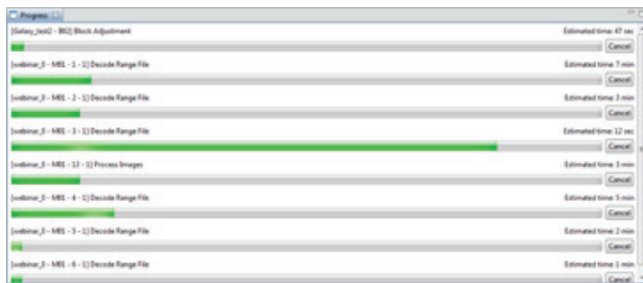 Progress
[Galaxy_test2 - B02] Block Adjustment Estimated time: 47 sec
Cancel
[webinar_0 - M01 - 1 - 1] Decode Range File Estimated time: 7 min
Cancel
[webinar_0 - M01 - 2 - 1] Decode Range File Estimated time: 3 min
Cancel
[webinar_0 - M01 - 3 - 1] Decode Range File Estimated time: 12 sec
Cancel
[webinar_0 - M01 - 13 - 1] Process Images Estimated time: 3 min
Cancel
[webinar_0 - M01 - 4 - 1] Decode Range File Estimated time: 5 min
Cancel
[webinar_0 - M01 - 5 - 1] Decode Range File Estimated time: 2 min
Cancel
[webinar_0 - M01 - 6 - 1] Decode Range File Estimated time: 1 min
Cancel